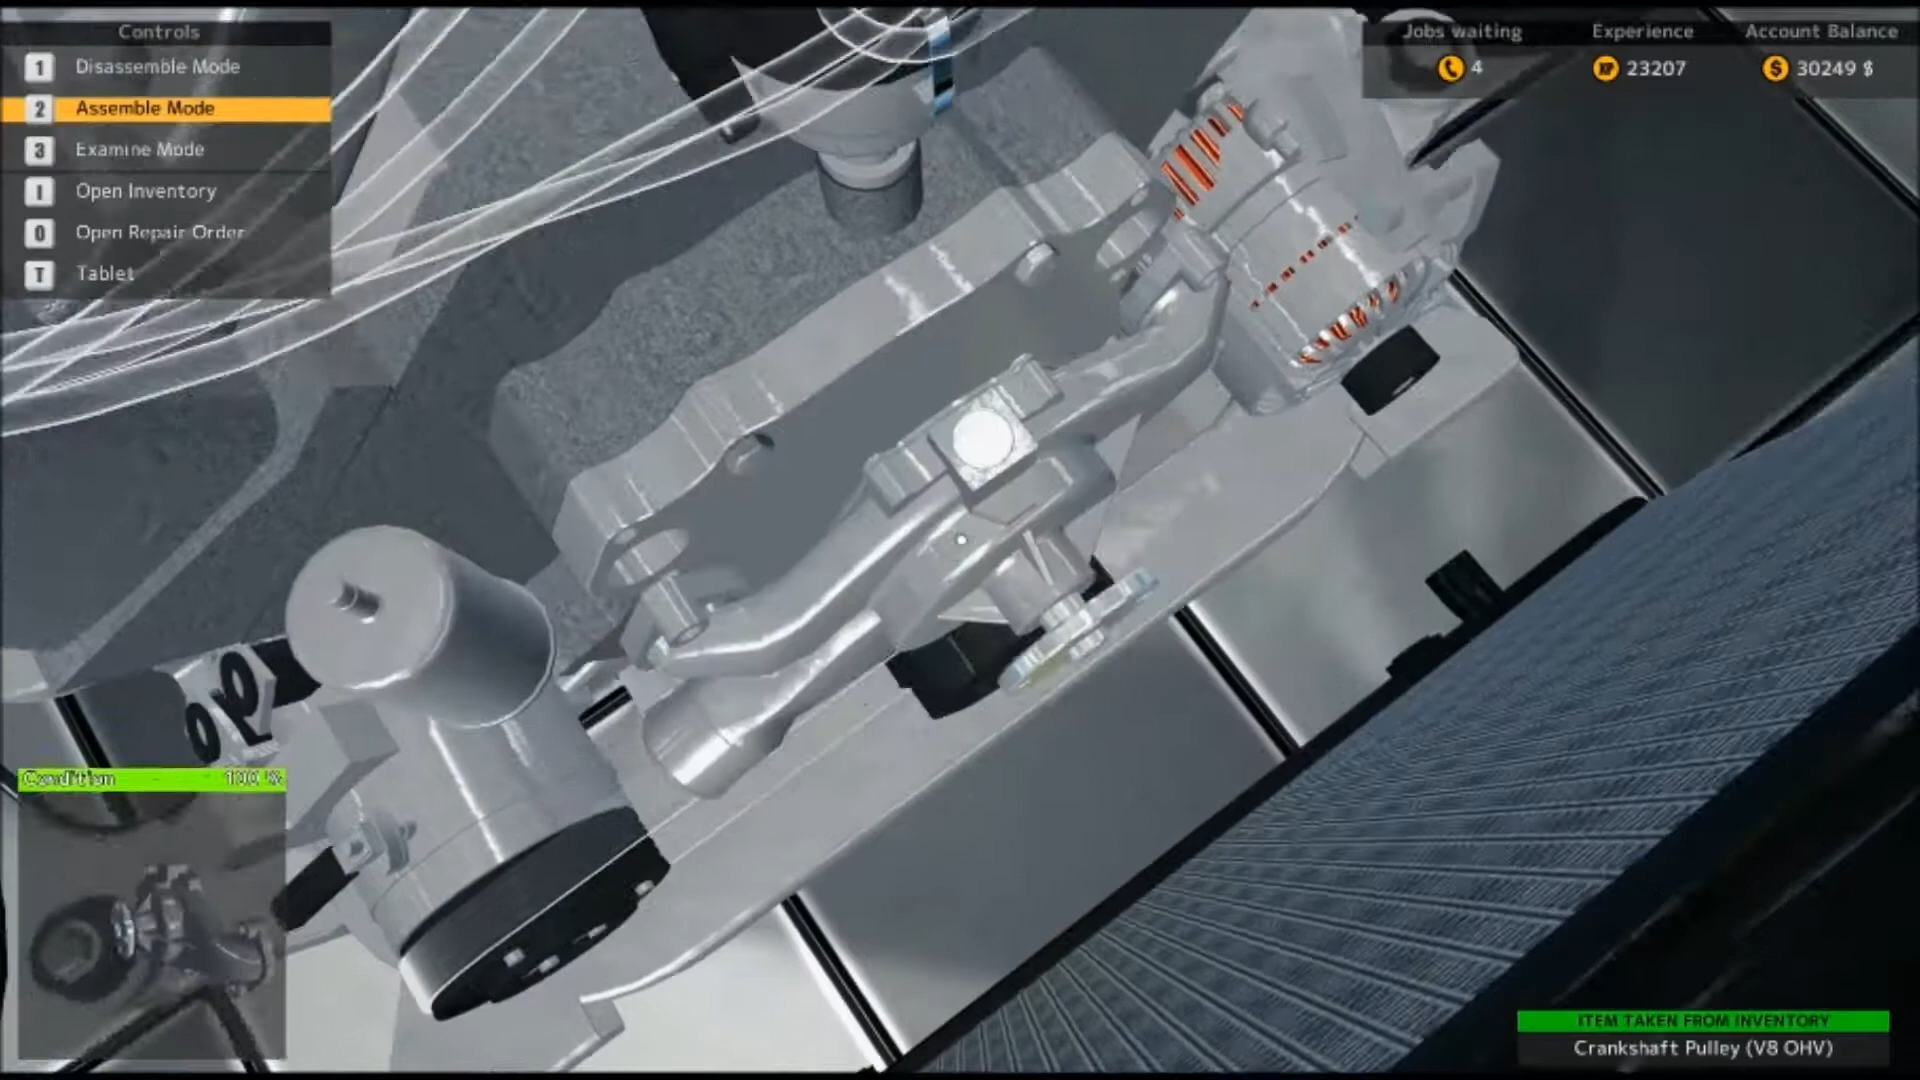 Controls
1 Disassemble Mode
2 Assemble Mode
3 Examine Mode
I Open Inventory
O Open Repair Order
T Tablet
Jobs waiting
4
Experience
XP 23207
Account Balance
$ 30249 $
Condition 100 %
ITEM TAKEN FROM INVENTORY
Crankshaft Pulley (V8 OHV)